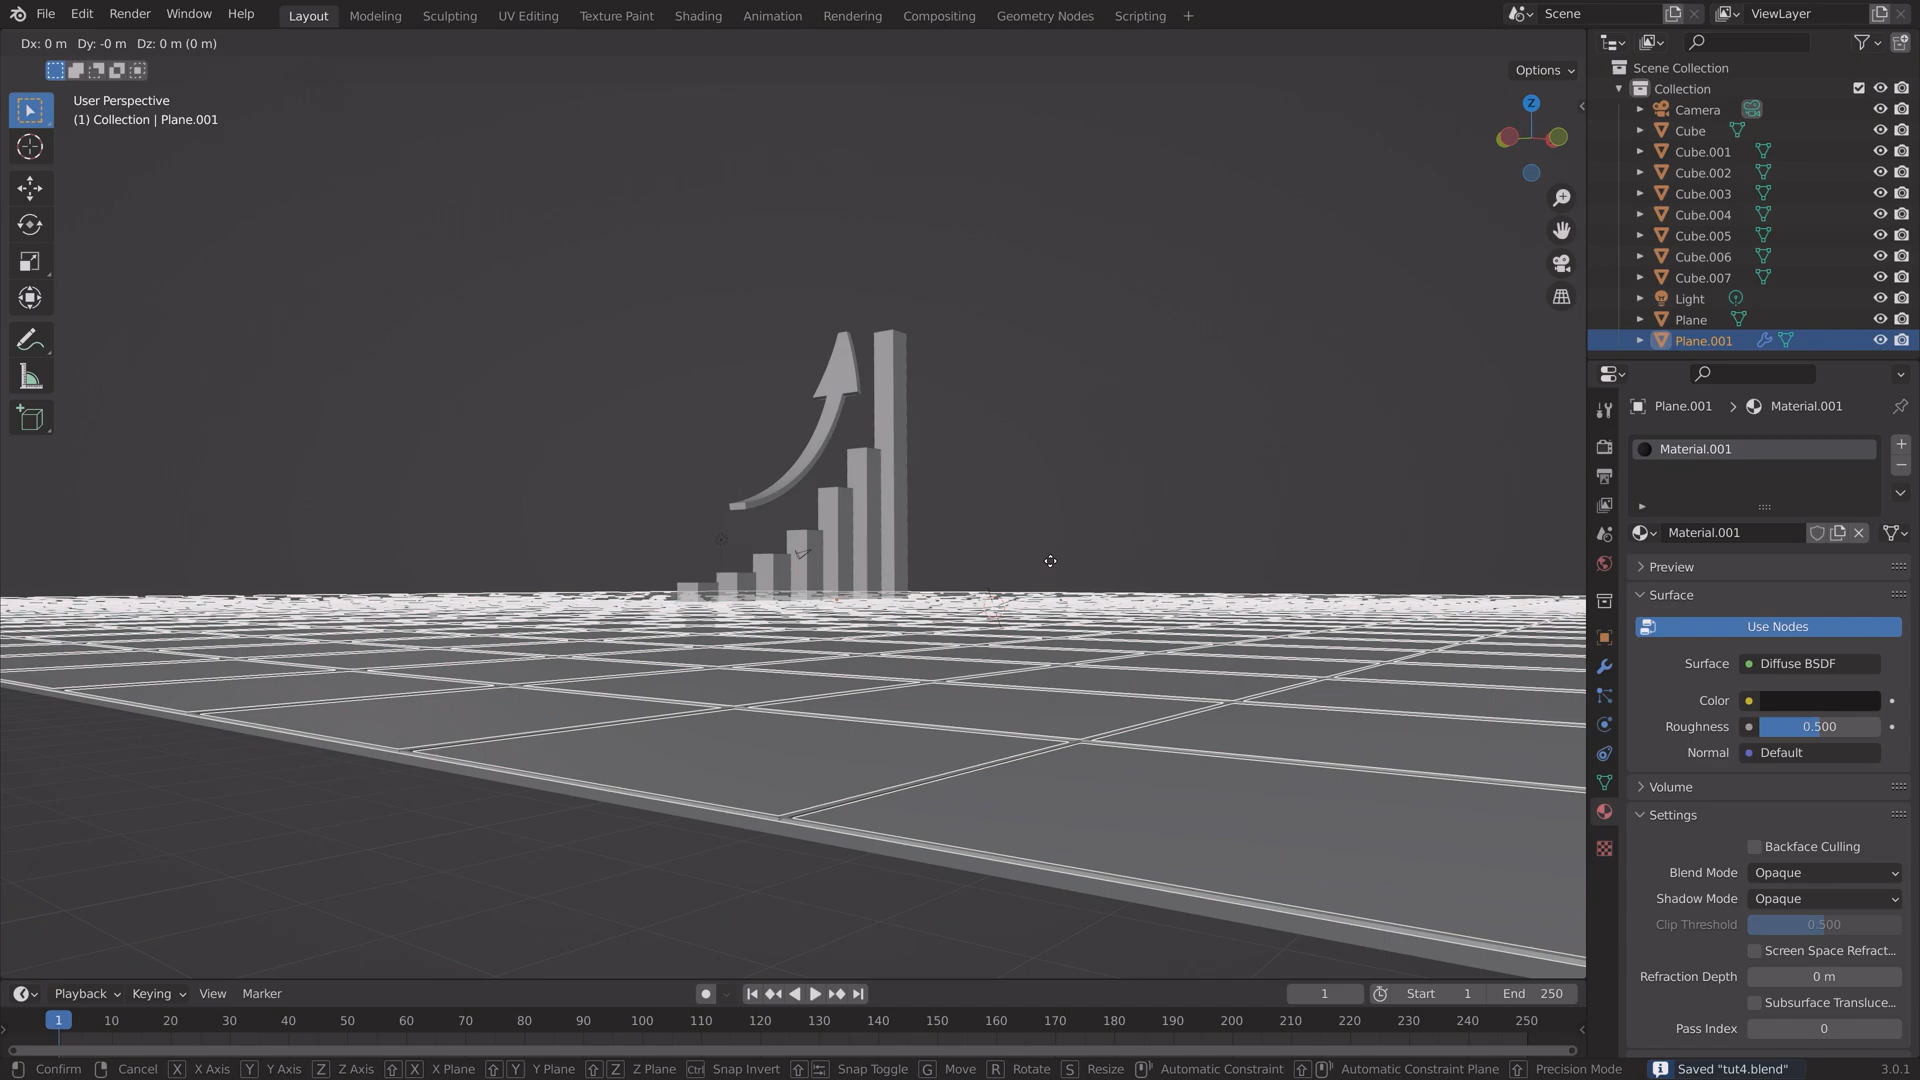 File Edit Render Window Help Layout Modeling Sculpting UV Editing Texture Paint Shading Animation Rendering Compositing Geometry Nodes Scripting + Scene ViewLayer
Dx: 0 m Dy: -0 m Dz: 0 m (0 m)
Options
User Perspective
(1) Collection | Plane.001
Z
Scene Collection
Collection
Camera
Cube
Cube.001
Cube.002
Cube.003
Cube.004
Cube.005
Cube.006
Cube.007
Light
Plane
Plane.001
Plane.001 > Material.001
Material.001
Material.001
Preview
Surface
Use Nodes
Surface Diffuse BSDF
Color
Roughness 0.500
Normal Default
Volume
Settings
Backface Culling
Blend Mode Opaque
Shadow Mode Opaque
Clip Threshold 0.500
Screen Space Refract...
Refraction Depth 0 m
Subsurface Transluce...
Pass Index 0
Playback Keying View Marker 1 Start 1 End 250
1 10 20 30 40 50 60 70 80 90 100 110 120 130 140 150 160 170 180 190 200 210 220 230 240 250
Confirm Cancel X X Axis Y Y Axis Z Z Axis X X Plane Y Y Plane Z Z Plane Ctrl Snap Invert Snap Toggle G Move R Rotate S Resize Automatic Constraint Automatic Constraint Plane Precision Mode Saved "tut4.blend" 3.0.1